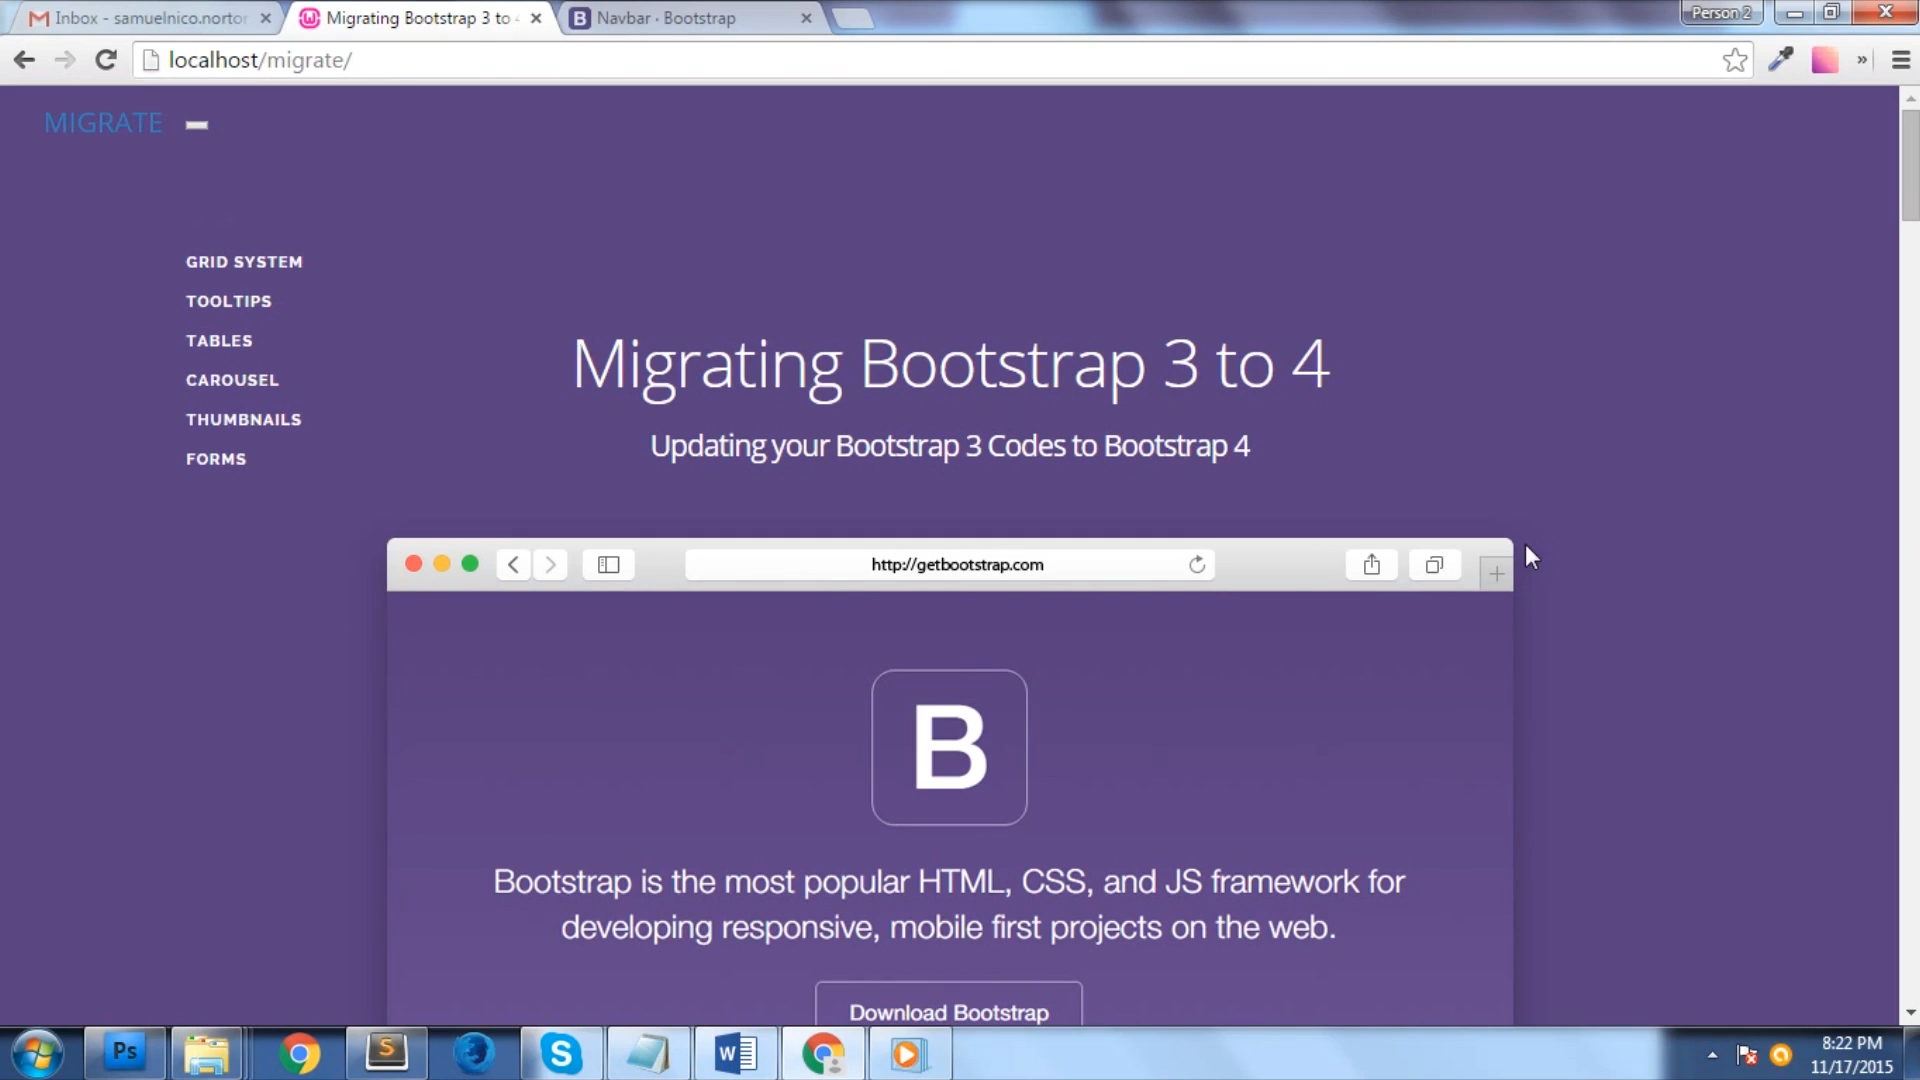 Inbox - samuelnico.nortor
Migrating Bootstrap 3 to 4
Navbar · Bootstrap
Person 2
localhost/migrate/
MIGRATE
GRID SYSTEM
TOOLTIPS
TABLES
CAROUSEL
THUMBNAILS
FORMS
Migrating Bootstrap 3 to 4
Updating your Bootstrap 3 Codes to Bootstrap 4
http://getbootstrap.com
B
Bootstrap is the most popular HTML, CSS, and JS framework for
developing responsive, mobile first projects on the web.
Download Bootstrap
Ps
S
S
W
8:22 PM
11/17/2015